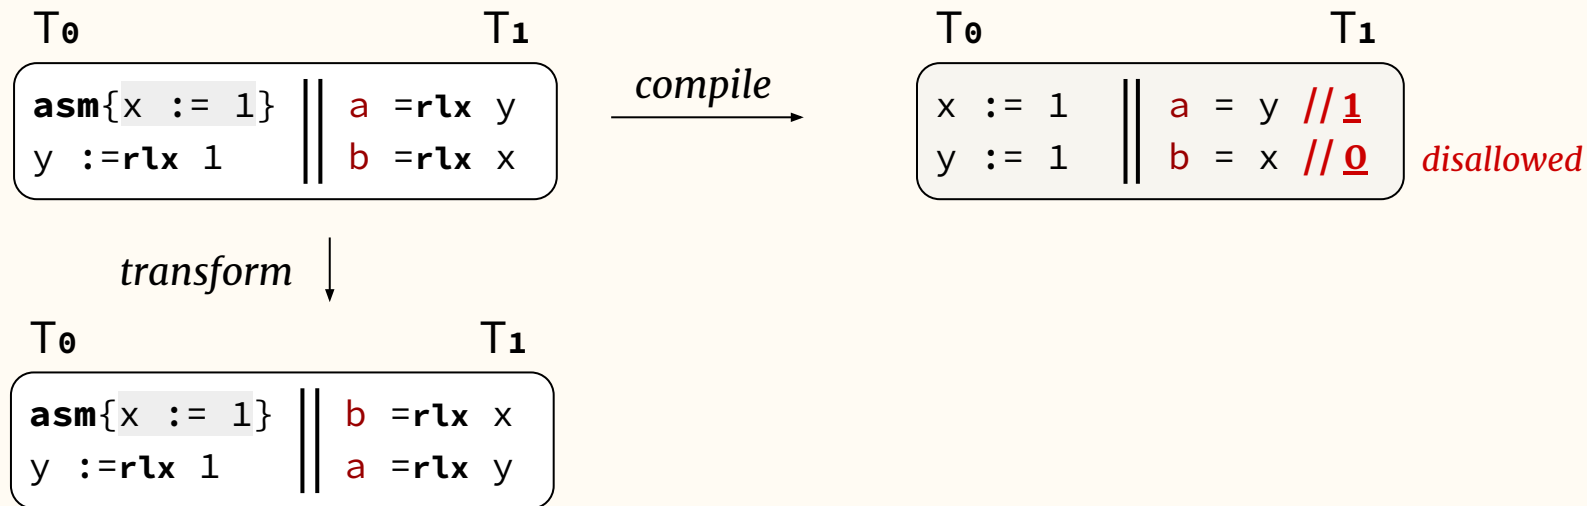 T0 T1
asm{x := 1} || a =rlx y
y :=rlx 1 || b =rlx x
compile
T0 T1
x := 1 || a = y // 1
y := 1 || b = x // 0
disallowed
transform
T0 T1
asm{x := 1} || b =rlx x
y :=rlx 1 || a =rlx y